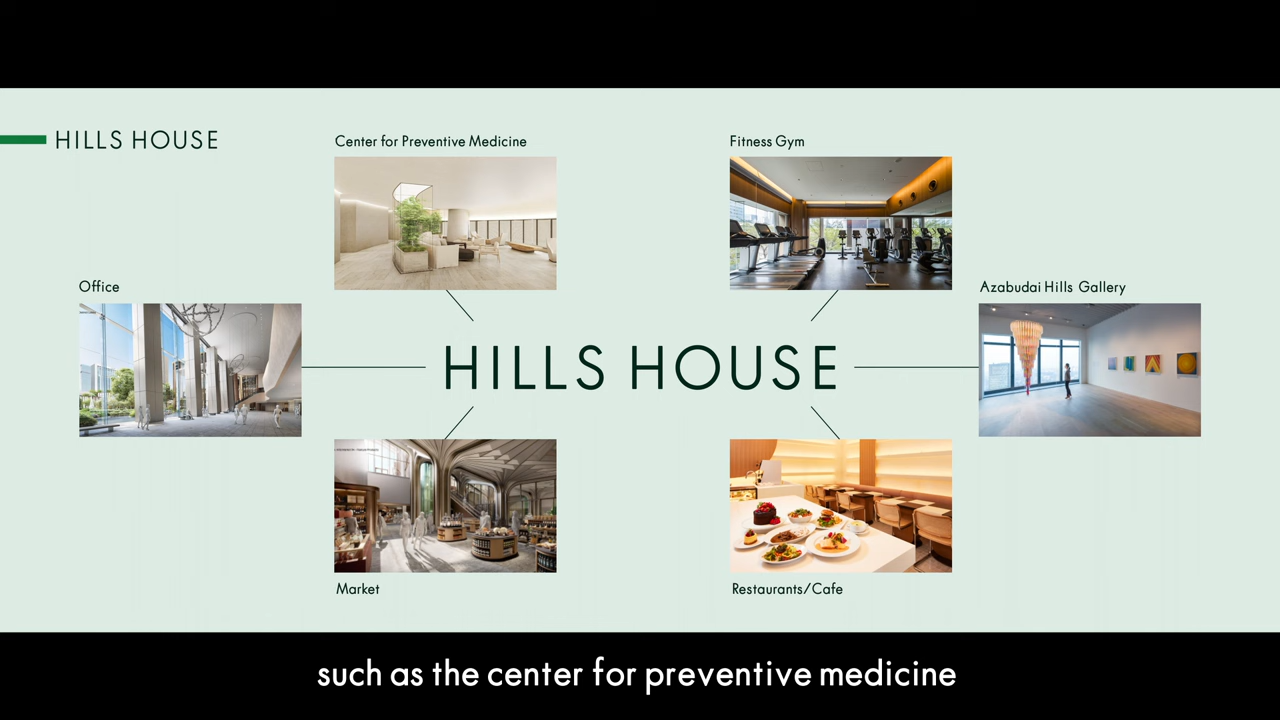 HILLS HOUSE
Center for Preventive Medicine
Fitness Gym
Office
Azabudai Hills Gallery
HILLS HOUSE
Market
Restaurants/Cafe
such as the center for preventive medicine